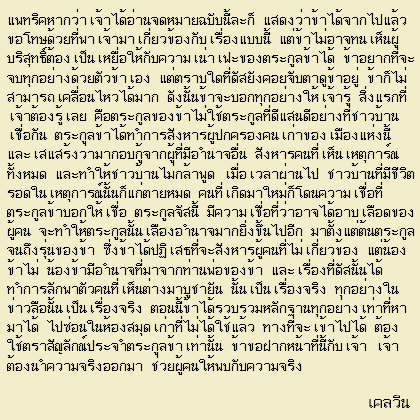 แพทริคหากว่าเจ้าได้อ่านจดหมายฉบับนี้ละก็ แสดงว่าข้าได้จากไปแล้ว
ขอโทษด้วยที่พาเจ้ามาเกี่ยวข้องกับเรื่องแบบนี้ แต่ข้าไม่อาจทนเห็นผู้
บริสุทธิ์ต้องเป็นเหยื่อให้กับความเน่าเฟะของตระกูลข้าได้ ข้าอยากที่จะ
จบทุกอย่างด้วยตัวข้าเอง แต่ตราบใดที่ดัสยังคอยจับตาดูข้าอยู่ ข้าก็ไม่
สามารถเคลื่อนไหวได้มาก ดังนั้นข้าจะบอกทุกอย่างให้เจ้ารู้ สิ่งแรกที่
เจ้าต้องรู้เลย คือตระกูลของข้าไม่ใช่ตระกูลที่ดีแสนดีอย่างที่ชาวบ้าน
เชื่อกัน ตระกูลข้าได้ทำการสังหารผู้ปกครองคนเก่าของเมืองแห่งนี้
และเสแสร้งว่ามากอบกู้จากผู้ที่มีอำนาจอื่น สังหารคนที่เห็นเหตุการ์ณ
ทั้งหมด และทำให้ชาวบ้านไม่กล้าพูด เมื่อเวลาผ่านไป ชาวบ้านที่มีชีวิต
รอดในเหตุการณ์นั้นก็แก่ตายหมด คนที่เกิดมาใหม่ก็โดนความเชื่อที่
ตระกูลข้าบอกให้เชื่อ ตระกูลจัสนี้ มีความเชื่อที่ว่าอาจได้อาบเลือดของ
ผู้คน จะทำให้ตระกูลนั้นเลืองอำนาจมากยิ่งขึ้นไปอีก มาตั้งแต่ต้นตระกูล
จนถึงรุ่นของข้า ซึ่งข้าได้ปฏิเสธที่จะสังหารผู้คนที่ไม่เกี่ยวข้อง แต่น้อง
ข้าไม่ น้องข้ามีอำนาจที่มาจากท่านพ่อของข้า และเรื่องที่ดัสนั้นได้
ทำการลักพาตัวคนที่เห็นต่างมาบูชายัน นั้นเป็นเรื่องจริง ทุกอย่างใน
ข่าวลือนั้นเป็นเรื่องจริง ตอนนี้ข้าได้รวบรวมหลักฐานทุกอย่างเท่าที่หา
มาได้ ไปซ่อนในห้องสมุดเก่าที่ไม่ได้ใช้แล้ว ทางที่จะเข้าไปได้ ต้อง
ใช้ตราสัญลักษ์ณประจำตระกูลข้าเท่านั้น ข้าขอฝากหน้าที่นี้กับเจ้า เจ้า
ต้องนำความจริงออกมา ช่วยผู้คนให้พบกับความจริง
เคลวีน